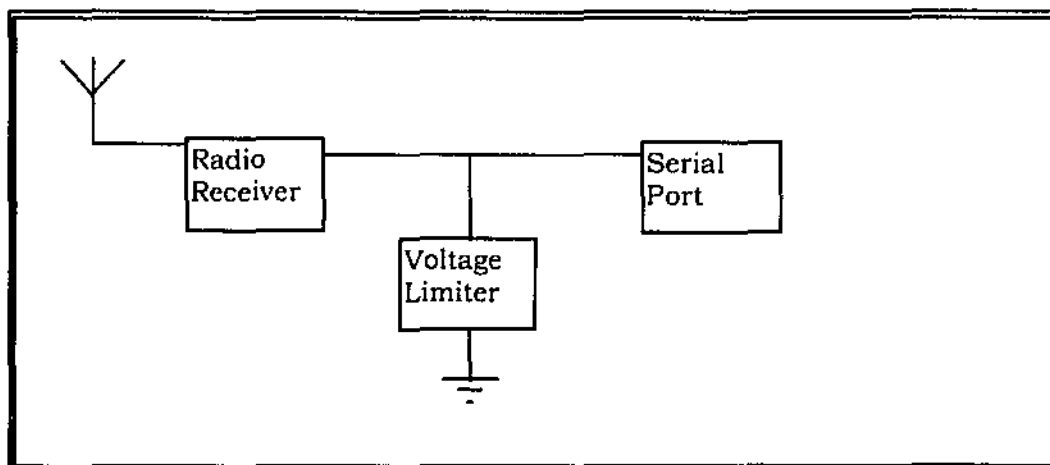 Radio
Receiver
Serial
Port
Voltage
Limiter